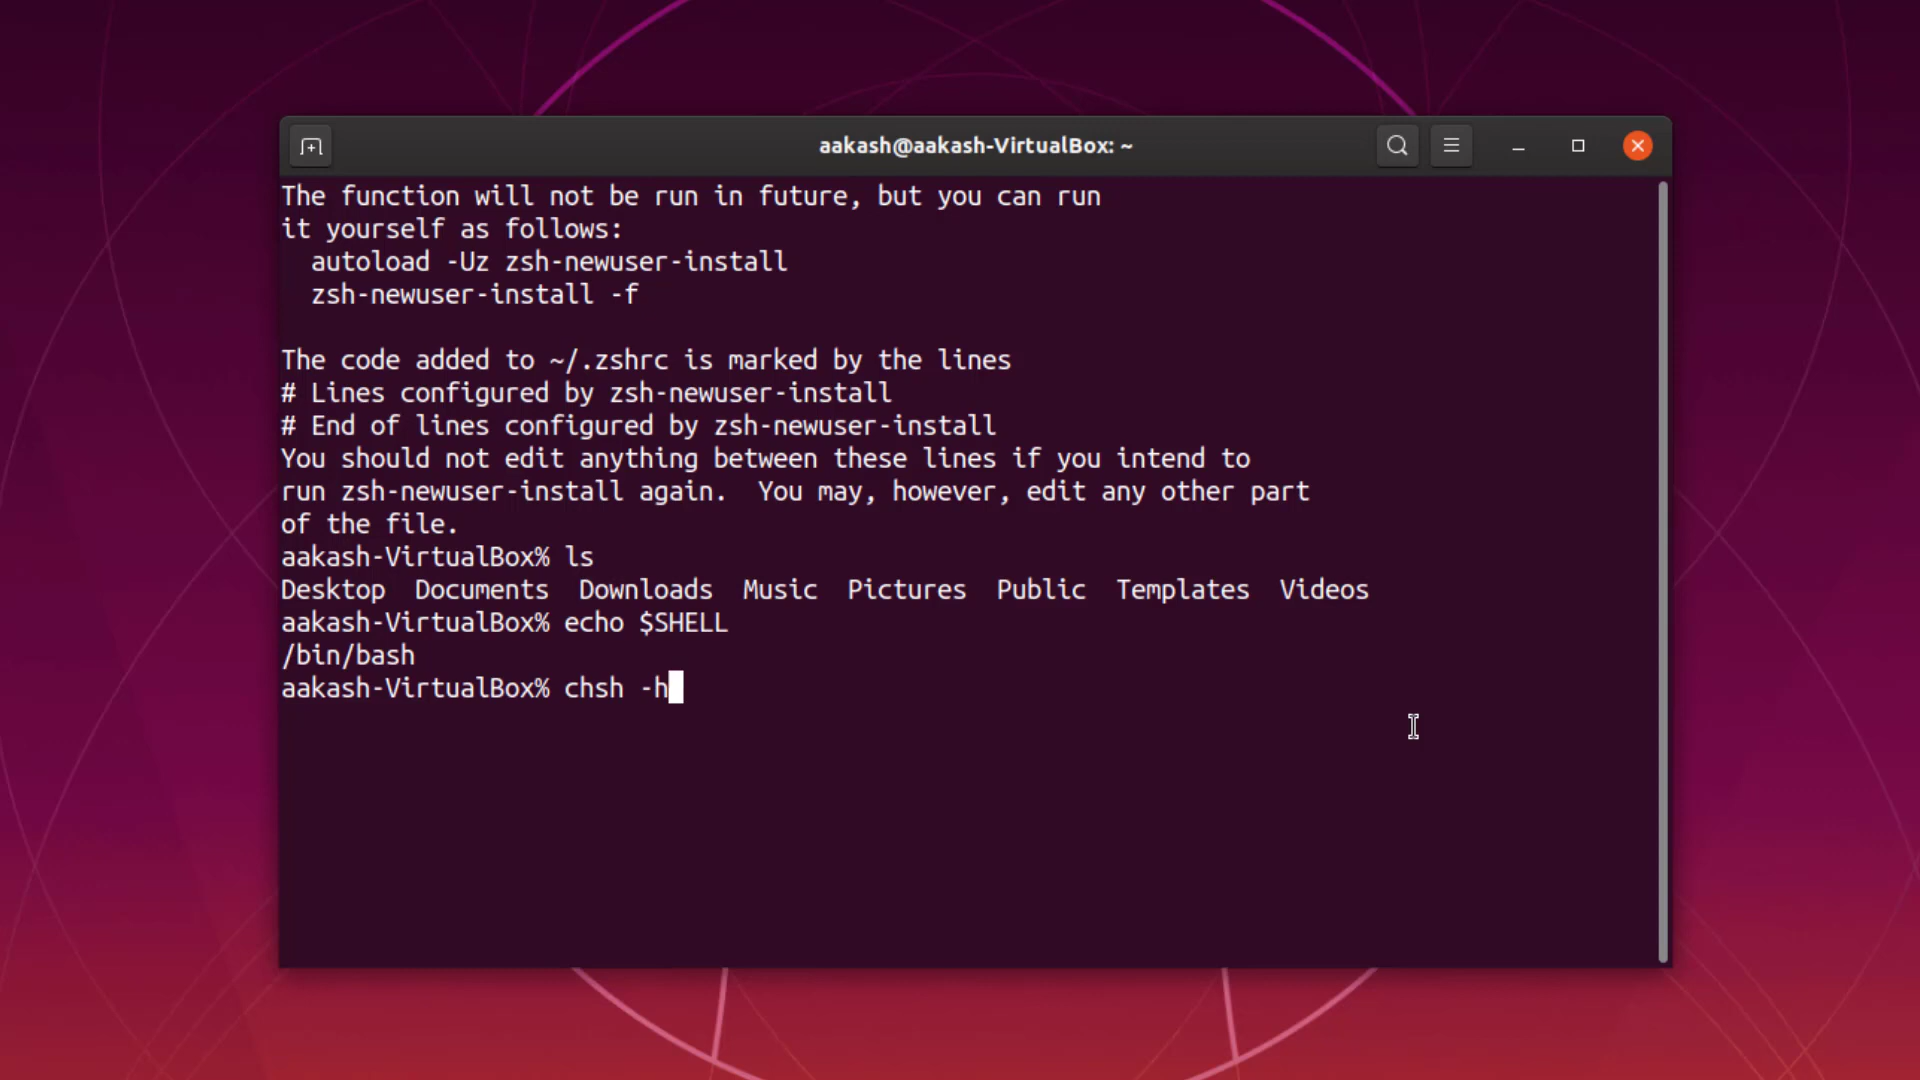 aakash@aakash-VirtualBox: ~
The function will not be run in future, but you can run
it yourself as follows:
  autoload -Uz zsh-newuser-install
  zsh-newuser-install -f

The code added to ~/.zshrc is marked by the lines
# Lines configured by zsh-newuser-install
# End of lines configured by zsh-newuser-install
You should not edit anything between these lines if you intend to
run zsh-newuser-install again.  You may, however, edit any other part
of the file.
aakash-VirtualBox% ls
Desktop  Documents  Downloads  Music  Pictures  Public  Templates  Videos
aakash-VirtualBox% echo $SHELL
/bin/bash
aakash-VirtualBox% chsh -h